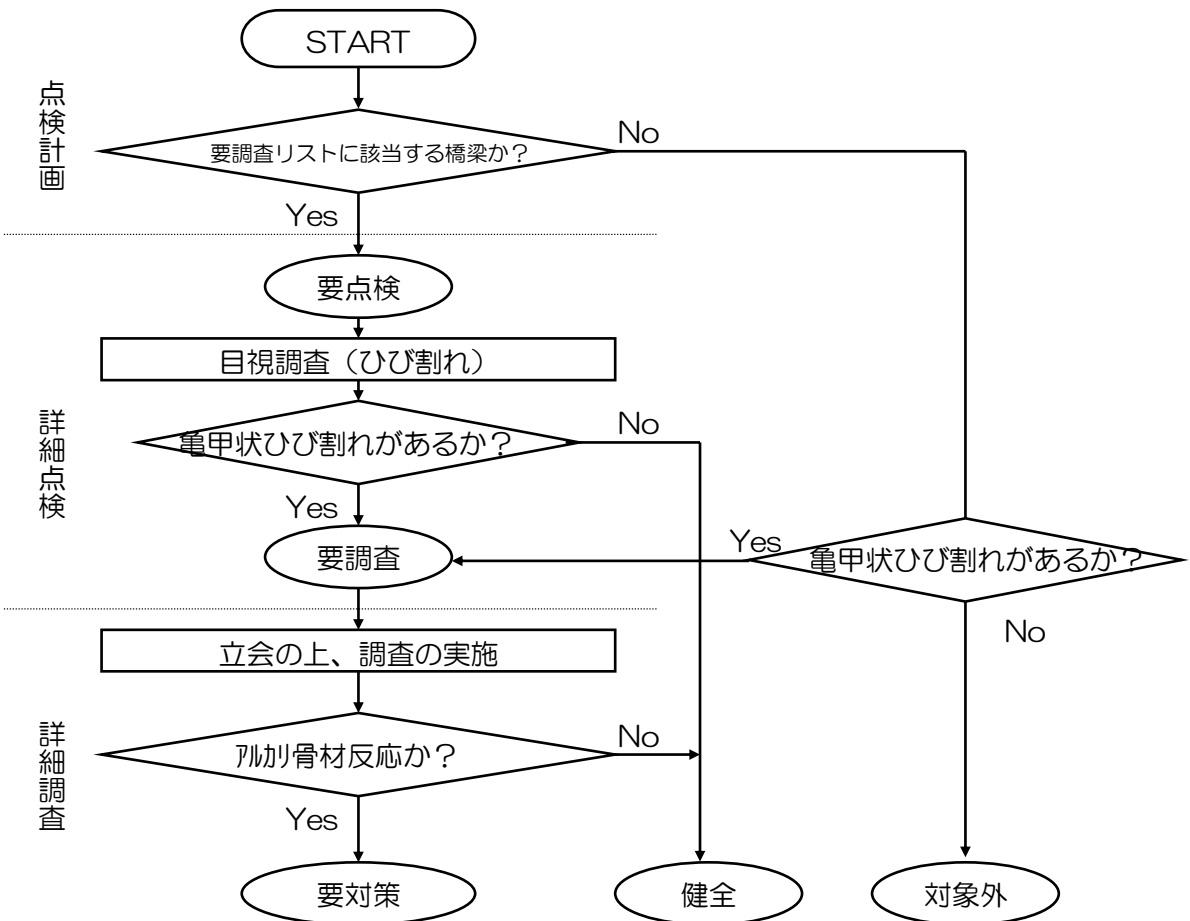 START
点検計画
要調査リストに該当する橋梁か？
No
Yes
要点検
目視調査（ひび割れ）
詳細点検
亀甲状ひび割れがあるか？
No
Yes
要調査
Yes
亀甲状ひび割れがあるか？
No
立会の上、調査の実施
詳細調査
ｱﾙｶﾘ骨材反応か？
No
Yes
要対策
健全
対象外